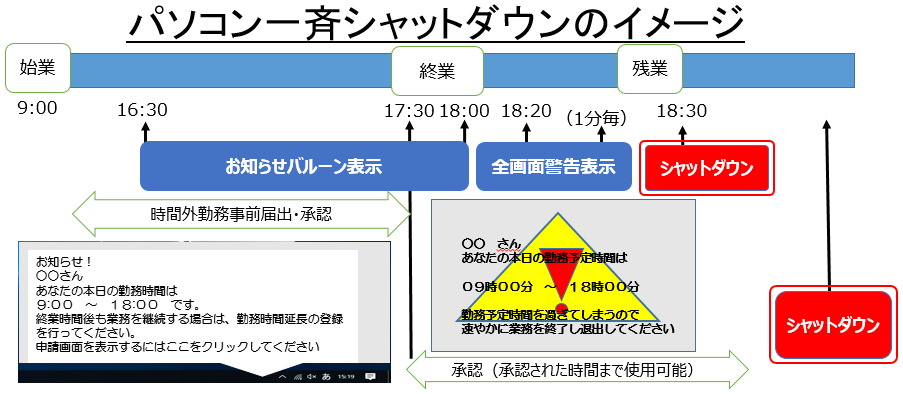 パソコン一斉シャットダウンのイメージ
始業
終業
残業
9:00
16:30
17:30
18:00
18:20
（1分毎）
18:30
お知らせバルーン表示
全画面警告表示
シャットダウン
時間外勤務事前届出・承認
お知らせ！
〇〇さん
あなたの本日の勤務時間は
９:００　～　１８:００　です。
終業時間後も業務を継続する場合は、勤務時間延長の登録
を行ってください。
申請画面を表示するにはここをクリックしてください
あ
15:19
〇〇　さん
あなたの本日の勤務予定時間は
０９時００分　～　１８時００分
勤務予定時間を過ぎてしまうので
速やかに業務を終了し退出してください
シャットダウン
承認（承認された時間まで使用可能）